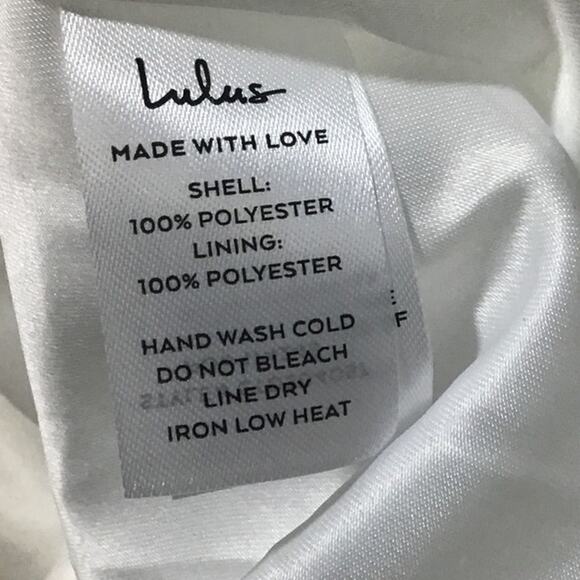 Lulus
MADE WITH LOVE
SHELL:
100% POLYESTER
LINING:
100% POLYESTER
HAND WASH COLD
DO NOT BLEACH
LINE DRY
IRON LOW HEAT
F